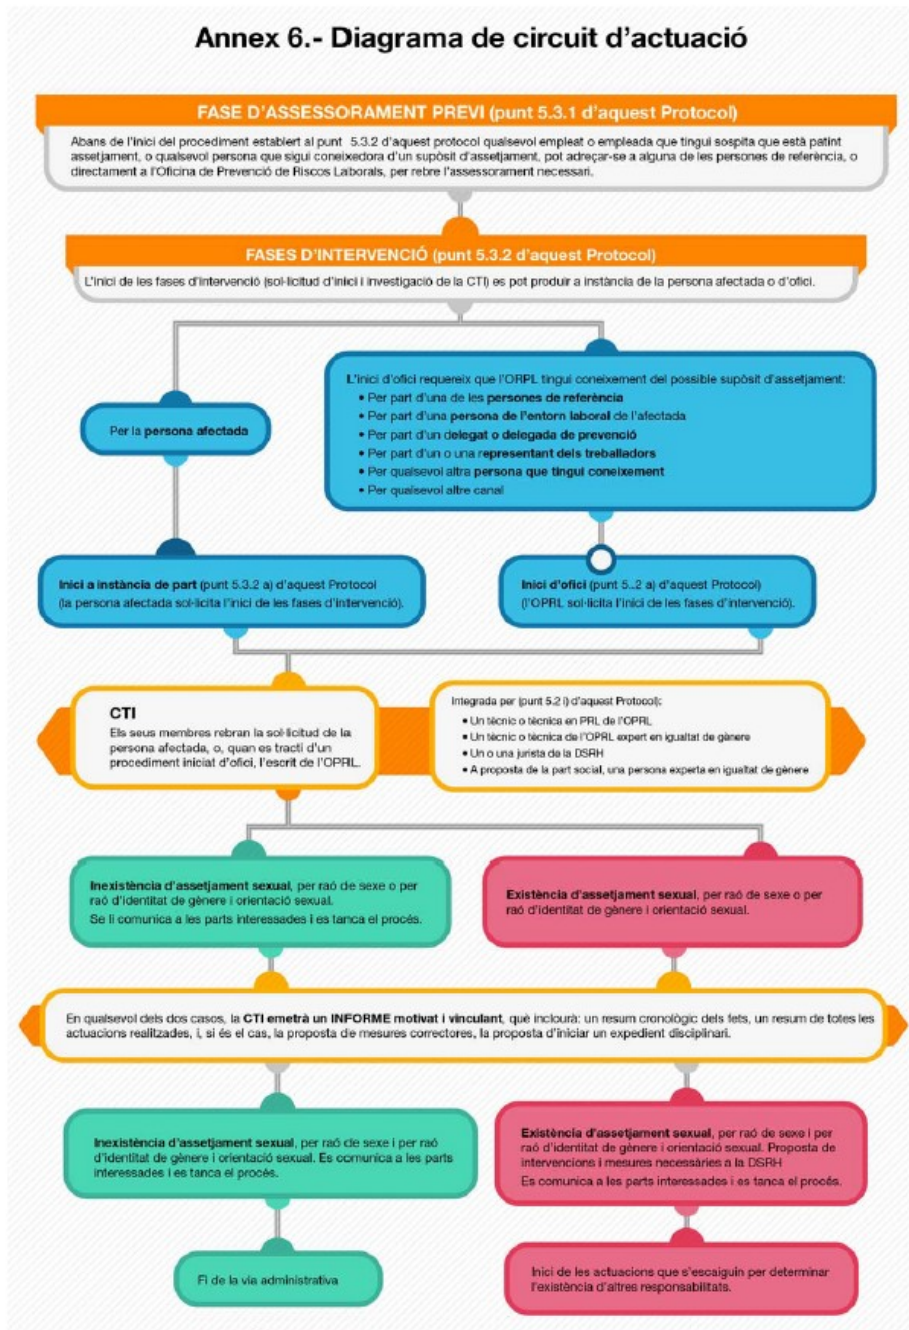 Annex 6.- Diagrama de circuit d'actuació
FASE D'ASSESSORAMENT PREVI (punt 5.3.1 d'aquest Protocol)
Abans de l'inici del procediment establert al punt 5.3.2 d'aquest protocol qualsevol empleat o empleada que tingui sospita que està patint
assetjament, o qualsevol persona que sigui coneixedora d'un supòsit d'assetjament, pot adreçar-se a alguna de les persones de referència, o
directament a l'Oficina de Prevenció de Riscos Laborals, per rebre l'assessorament necessari.
FASES D'INTERVENCIÓ (punt 5.3.2 d'aquest Protocol)
L'inici de les fases d'intervenció (sol·licitud d'inici i investigació de la CTI) es pot produir a instància de la persona afectada o d'ofici.
Per la persona afectada
L'inici d'ofici requereix que l'ORPL tingui coneixement del possible supòsit d'assetjament:
• Per part d'una de les persones de referència
• Per part d'una persona de l'entorn laboral de l'afectada
• Per part d'un delegat o delegada de prevenció
• Per part d'un o una representant dels treballadors
• Per qualsevol altra persona que tingui coneixement
• Per qualsevol altre canal
Inici a instància de part (punt 5.3.2 a) d'aquest Protocol
(la persona afectada sol·licita l'inici de les fases d'intervenció).
Inici d'ofici (punt 5..2 a) d'aquest Protocol)
(l'OPRL sol·licita l'inici de les fases d'intervenció).
CTI
Els seus membres rebran la sol·licitud de la
persona afectada, o, quan es tracti d'un
procediment iniciat d'ofici, l'escrit de l'OPRL.
Integrada per (punt 5.2 i) d'aquest Protocol):
• Un tècnic o tècnica en PRL de l'OPRL
• Un tècnic o tècnica de l'OPRL expert en igualtat de gènere
• Un o una jurista de la DSRH
• A proposta de la part social, una persona experta en igualtat de gènere
Inexistència d'assetjament sexual, per raó de sexe o per
raó d'identitat de gènere i orientació sexual.
Se li comunica a les parts interessades i es tanca el procés.
Existència d'assetjament sexual, per raó de sexe o per
raó d'identitat de gènere i orientació sexual.
En qualsevol dels dos casos, la CTI emetrà un INFORME motivat i vinculant, què inclourà: un resum cronològic dels fets, un resum de totes les
actuacions realitzades, i, si és el cas, la proposta de mesures correctores, la proposta d'iniciar un expedient disciplinari.
Inexistència d'assetjament sexual, per raó de sexe i per raó
d'identitat de gènere i orientació sexual. Es comunica a les parts
interessades i es tanca el procés.
Existència d'assetjament sexual, per raó de sexe i per
raó d'identitat de gènere i orientació sexual. Proposta de
intervencions i mesures necessàries a la DSRH
Es comunica a les parts interessades i es tanca el procés.
Fi de la via administrativa
Inici de les actuacions que s'escaiguin per determinar
l'existència d'altres responsabilitats.